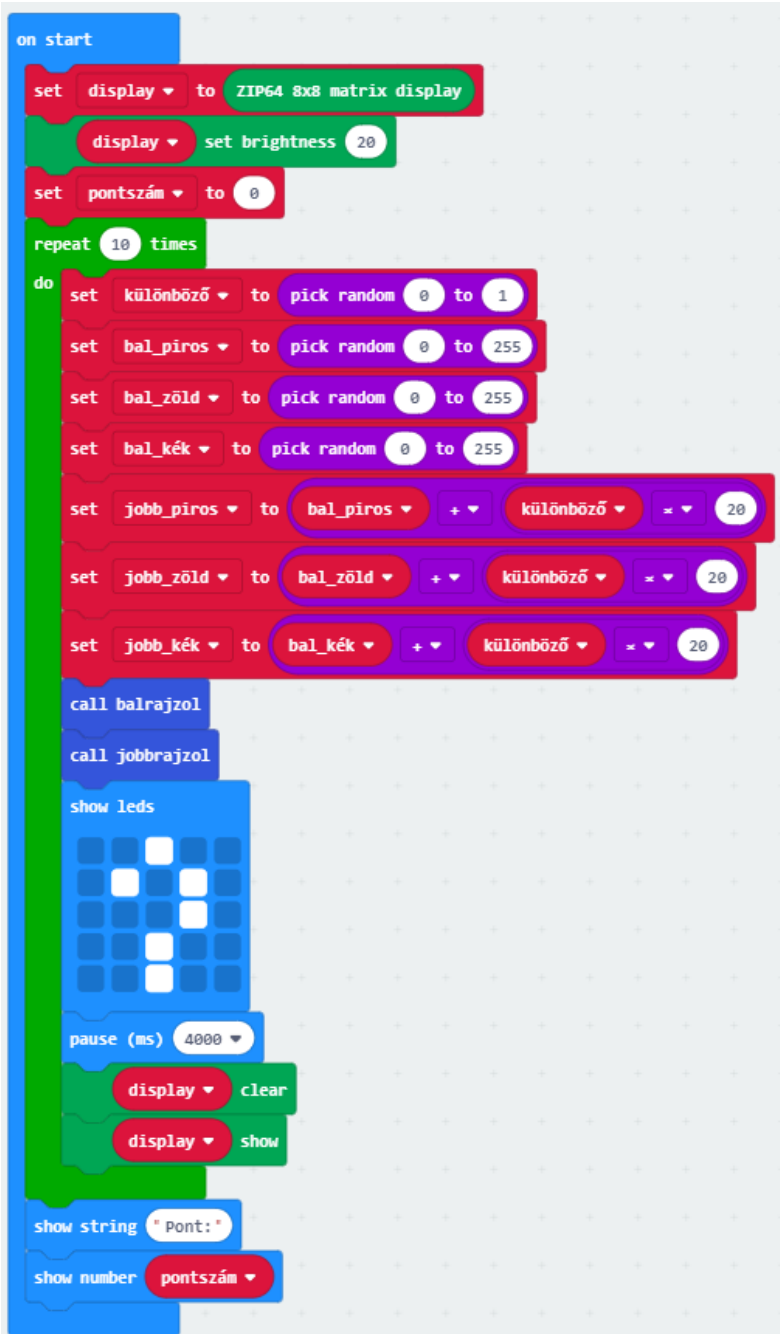 on start
set display to ZIP64 8x8 matrix display
display set brightness 20
set pontszám to 0
repeat 10 times
do
set különböző to pick random 0 to 1
set bal_piros to pick random 0 to 255
set bal_zöld to pick random 0 to 255
set bal_kék to pick random 0 to 255
set jobb_piros to bal_piros + különböző × 20
set jobb_zöld to bal_zöld + különböző × 20
set jobb_kék to bal_kék + különböző × 20
call balrajzol
call jobbrajzol
show leds
pause (ms) 4000
display clear
display show
show string "Pont:"
show number pontszám